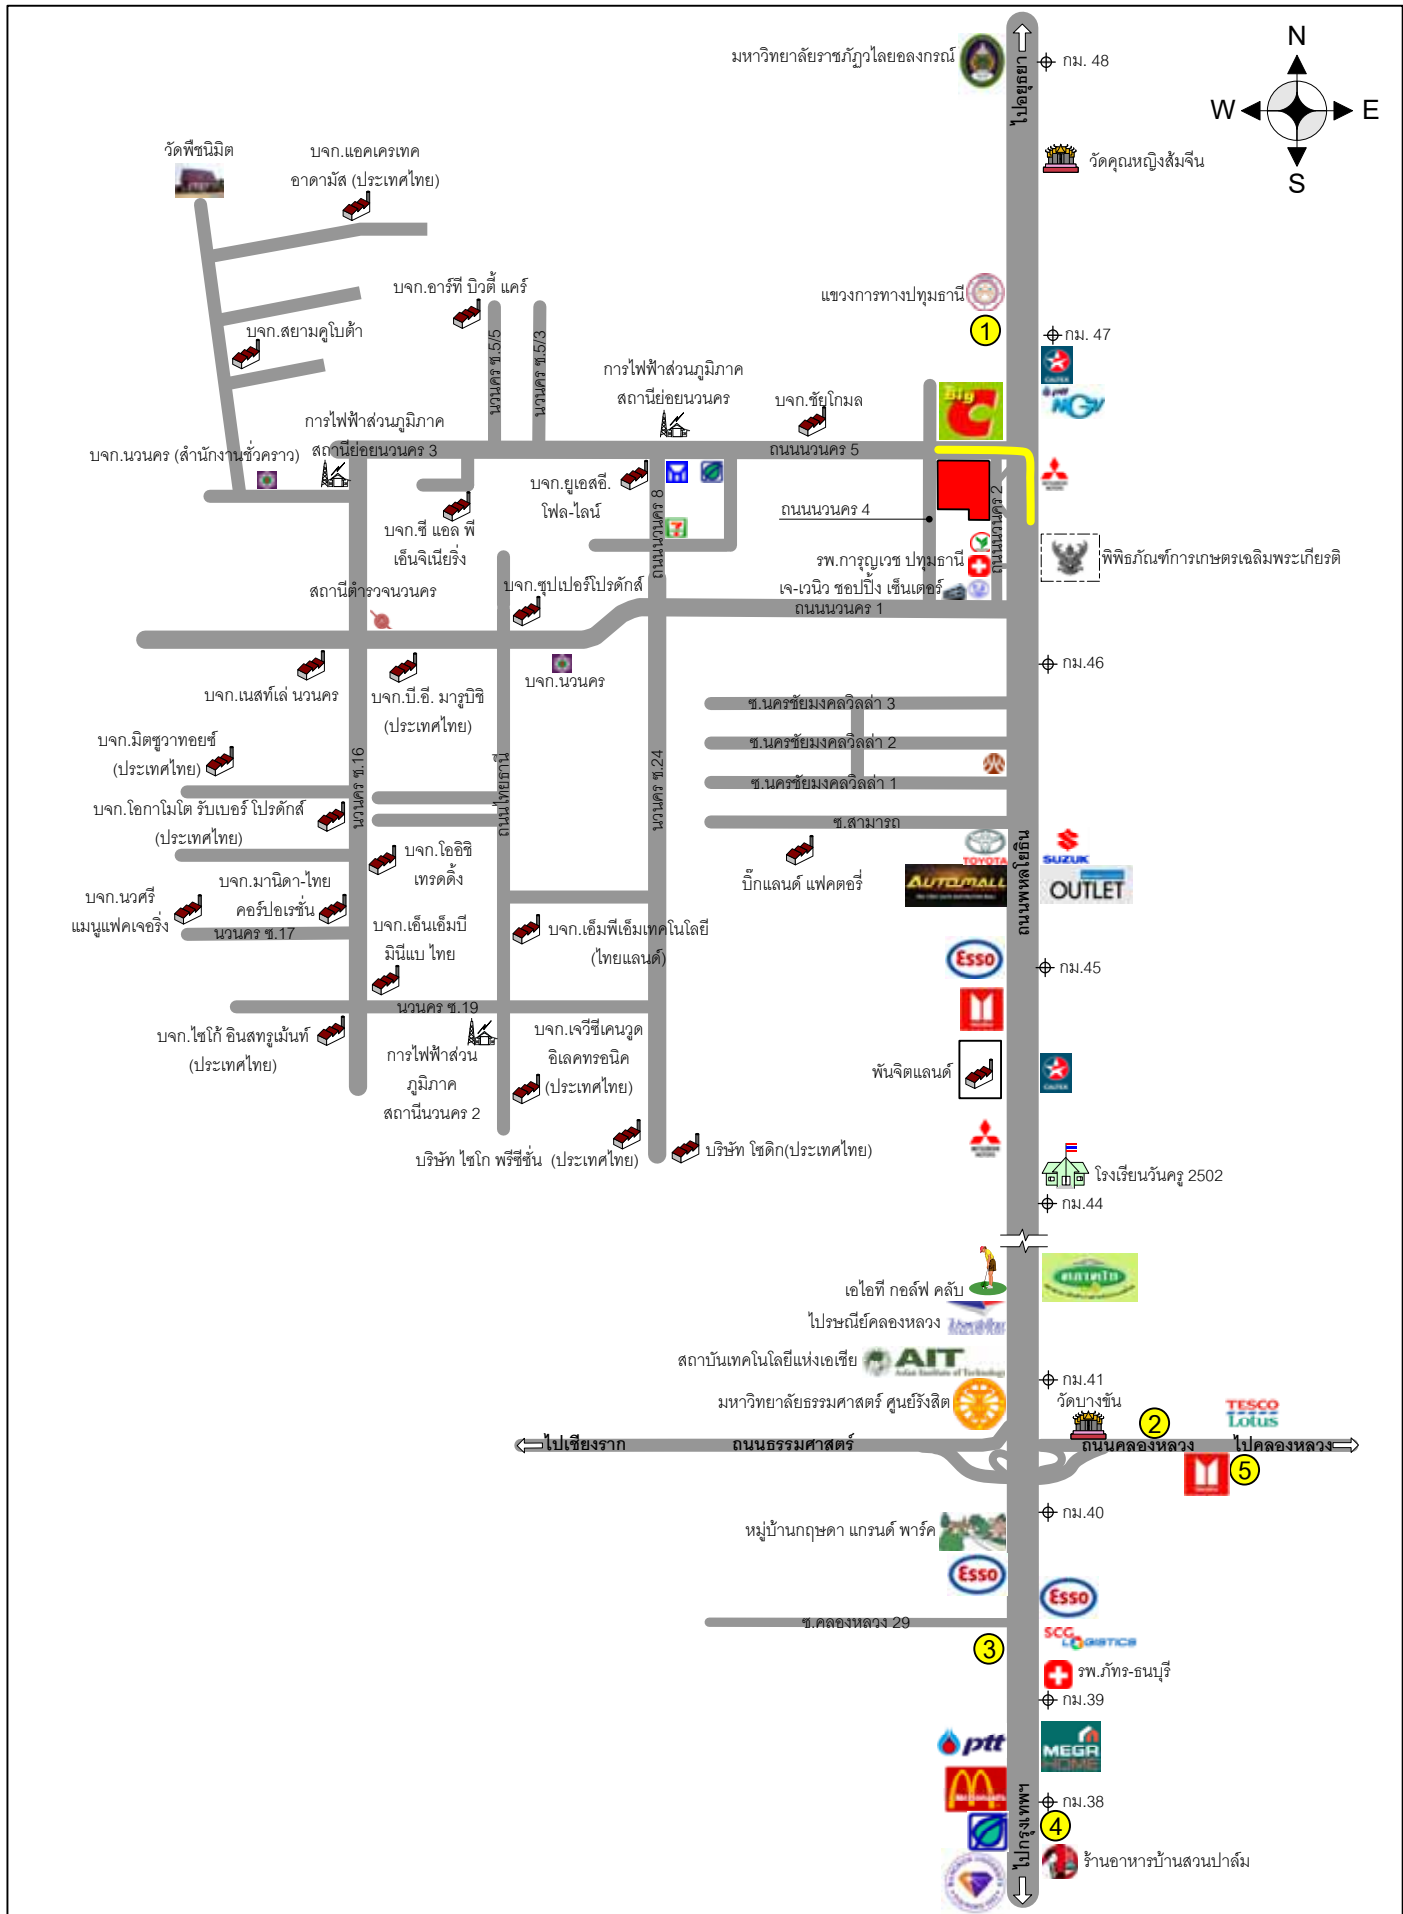 มหาวิทยาลัยราชภัฏวไลยอลงกรณ์
ไปอยุธยา
กม. 48
N
W
E
S
วัดคุณหญิงส้มจีน
วัดพืชนิมิต
บจก.แอคเครเทค
อาดามัส (ประเทศไทย)
บจก.อาร์ที บิวตี้ แคร์
แขวงการทางปทุมธานี
1
กม. 47
CALTEX
ptt
NGV
บจก.สยามคูโบต้า
นวนคร ซ.5/5
นวนคร ซ.5/3
การไฟฟ้าส่วนภูมิภาค
สถานีย่อยนวนคร
บจก.ชัยโกมล
Big C
การไฟฟ้าส่วนภูมิภาค
สถานีย่อยนวนคร 3
ถนนนวนคร 5
บจก.นวนคร (สำนักงานชั่วคราว)
บจก.ยูเอสอี.
โฟล-ไลน์
ถนนนวนคร 8
ถนนนวนคร 4
ถนนนวนคร 2
บจก.ซี แอล พี
เอ็นจิเนียริ่ง
7
รพ.การุญเวช ปทุมธานี
พิพิธภัณฑ์การเกษตรเฉลิมพระเกียรติ
เจ-เวนิว ชอปปิ้ง เซ็นเตอร์
สถานีตำรวจนวนคร
บจก.ซุปเปอร์โปรดักส์
ถนนนวนคร 1
กม.46
บจก.เนสท์เล่ นวนคร
บจก.บี.อี. มารูบิชิ
(ประเทศไทย)
บจก.นวนคร
ซ.นครชัยมงคลวิลล่า 3
ซ.นครชัยมงคลวิลล่า 2
ซ.นครชัยมงคลวิลล่า 1
ซ.สามารถ
บจก.มิตซูวาทอยซ์
(ประเทศไทย)
นวนคร ซ.16
ถนนไทยธานี
นวนคร ซ.24
บจก.โอกาโมโต รับเบอร์ โปรดักส์
(ประเทศไทย)
บจก.โออิชิ
เทรดดิ้ง
บิ๊กแลนด์ แฟคตอรี่
TOYOTA
AUTOMALL
ถนนพหลโยธิน
SUZUK
OUTLET
บจก.นวศรี
แมนูแฟคเจอริ่ง
บจก.มานิดา-ไทย
คอร์ปอเรชั่น
นวนคร ซ.17
บจก.เอ็นเอ็มบี
มินีแบ ไทย
บจก.เอ็มพีเอ็มเทคโนโลยี
(ไทยแลนด์)
Esso
กม.45
นวนคร ซ.19
บจก.ไซโก้ อินสทรูเม้นท์
(ประเทศไทย)
การไฟฟ้าส่วน
ภูมิภาค
สถานีนวนคร 2
บจก.เจวีซีเคนวูด
อิเลคทรอนิค
(ประเทศไทย)
พันจิตแลนด์
CALTEX
บริษัท ไซโก พรีซีชั่น (ประเทศไทย)
บริษัท โซดิก(ประเทศไทย)
โรงเรียนวันครู 2502
กม.44
เอไอที กอล์ฟ คลับ
ตลาดไท
ไปรษณีย์คลองหลวง
สถาบันเทคโนโลยีแห่งเอเชีย
AIT
Asian Institute of Technology
กม.41
มหาวิทยาลัยธรรมศาสตร์ ศูนย์รังสิต
วัดบางขัน
2
TESCO
Lotus
ไปเชียงราก
ถนนธรรมศาสตร์
ถนนคลองหลวง
ไปคลองหลวง
5
กม.40
หมู่บ้านกฤษดา แกรนด์ พาร์ค
Esso
Esso
ซ.คลองหลวง 29
3
SCG
LOGISTICS
รพ.ภัทร-ธนบุรี
กม.39
ptt
MEGA
HOME
กม.38
4
ไปกรุงเทพฯ
ร้านอาหารบ้านสวนปาล์ม